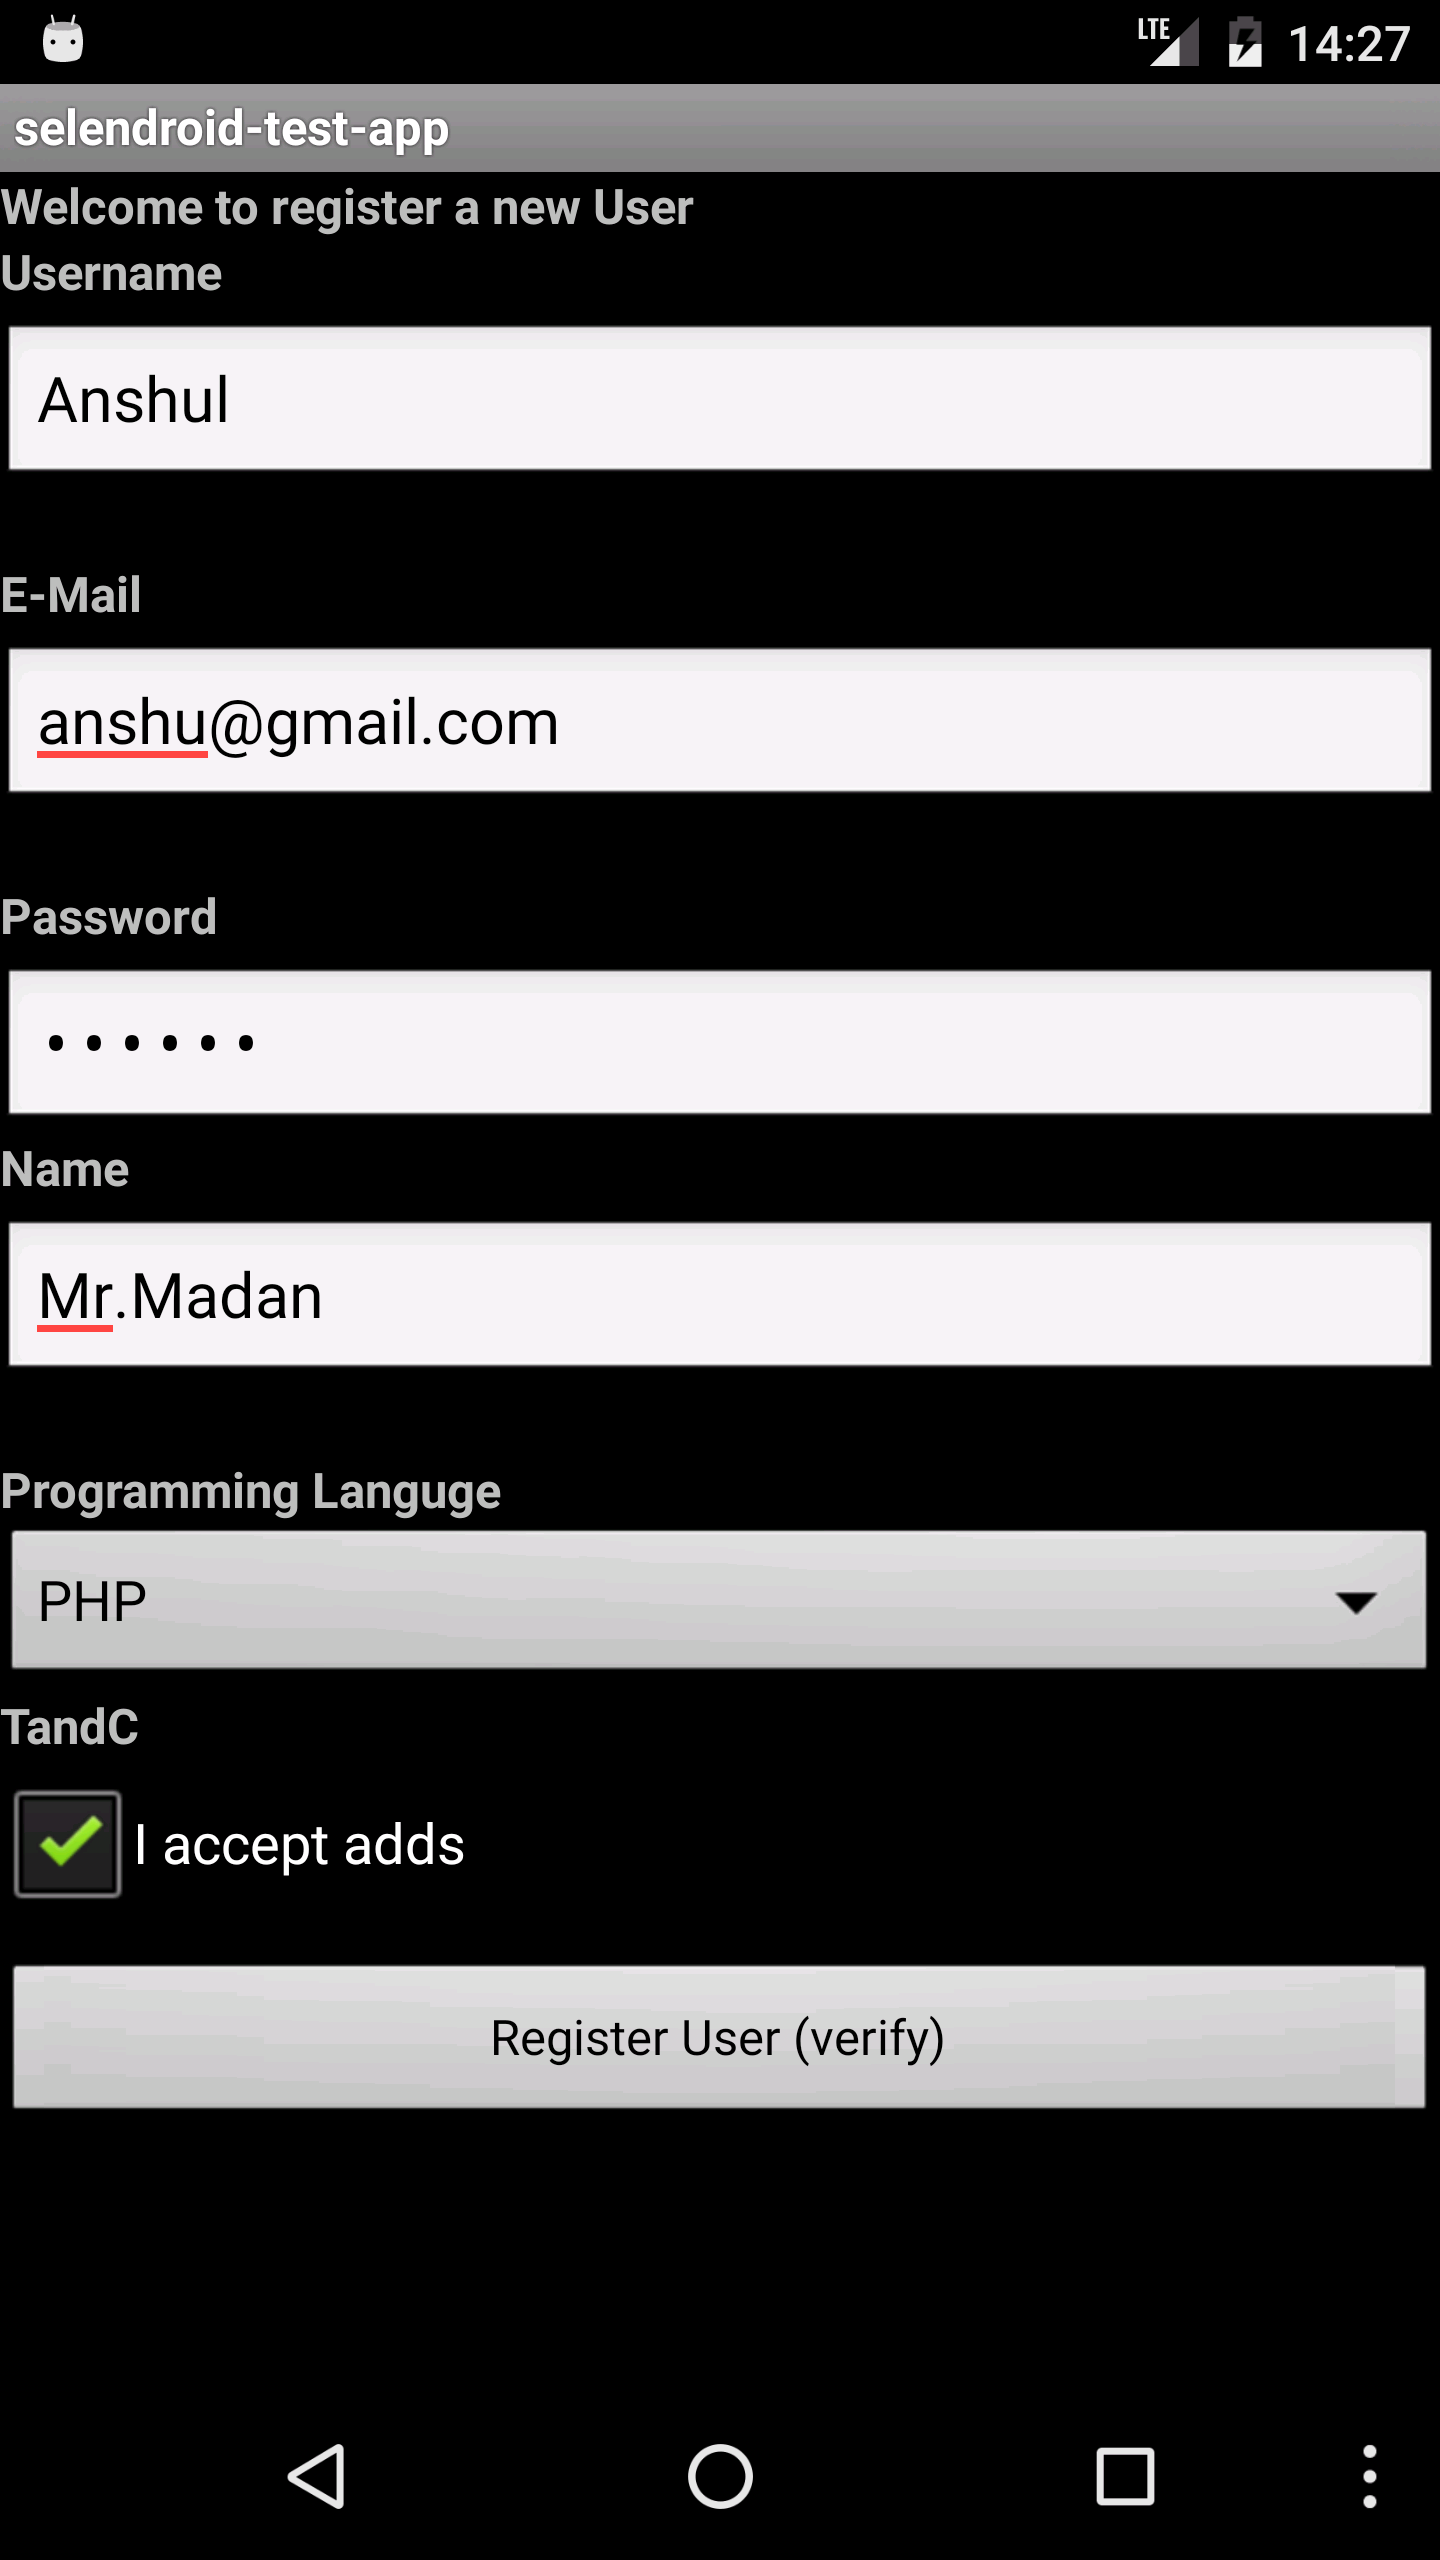 LTE 14:27
selendroid-test-app
Welcome to register a new User
Username
Anshul
E-Mail
anshu@gmail.com
Password
••••••
Name
Mr.Madan
Programming Languge
PHP
TandC
I accept adds
Register User (verify)